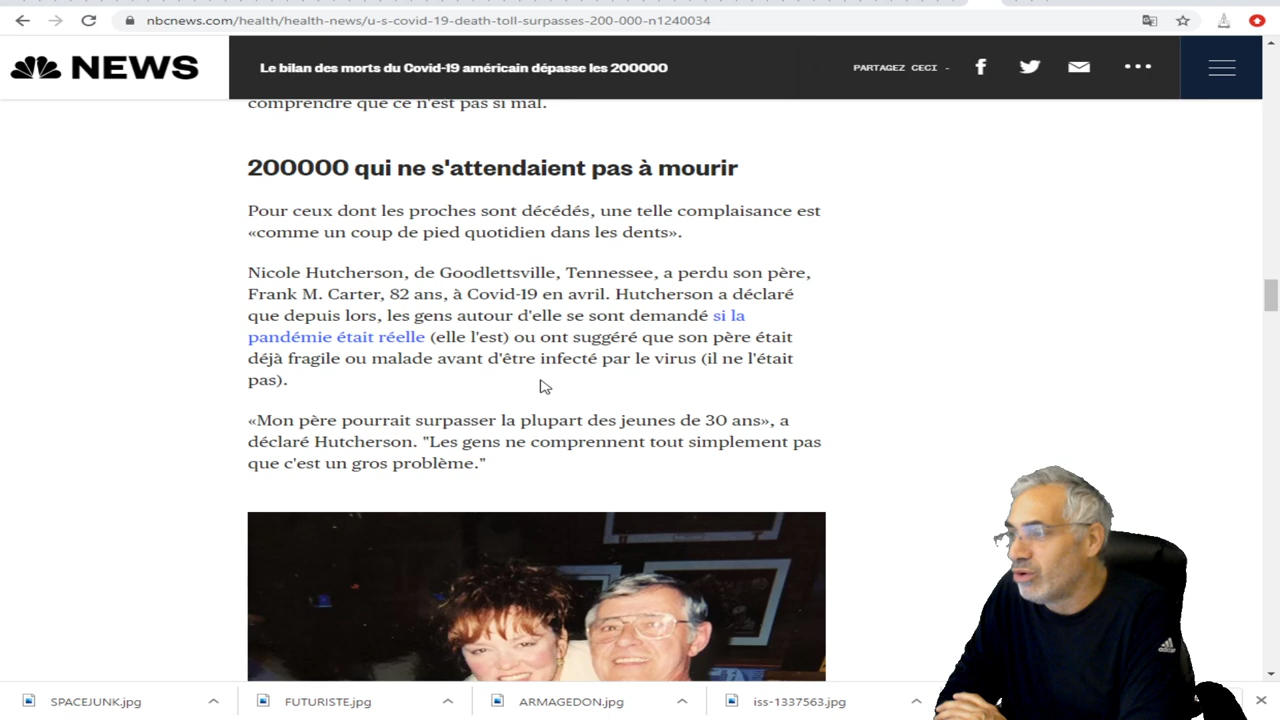 nbcnews.com/health/health-news/u-s-covid-19-death-toll-surpasses-200-000-n1240034
NEWS
Le bilan des morts du Covid-19 américain dépasse les 200000
PARTAGEZ CECI -
comprendre que ce n'est pas si mal.
200000 qui ne s'attendaient pas à mourir
Pour ceux dont les proches sont décédés, une telle complaisance est
«comme un coup de pied quotidien dans les dents».
Nicole Hutcherson, de Goodlettsville, Tennessee, a perdu son père,
Frank M. Carter, 82 ans, à Covid-19 en avril. Hutcherson a déclaré
que depuis lors, les gens autour d'elle se sont demandé si la
pandémie était réelle (elle l'est) ou ont suggéré que son père était
déjà fragile ou malade avant d'être infecté par le virus (il ne l'était
pas).
«Mon père pourrait surpasser la plupart des jeunes de 30 ans», a
déclaré Hutcherson. "Les gens ne comprennent tout simplement pas
que c'est un gros problème."
SPACEJUNK.jpg
FUTURISTE.jpg
ARMAGEDON.jpg
iss-1337563.jpg